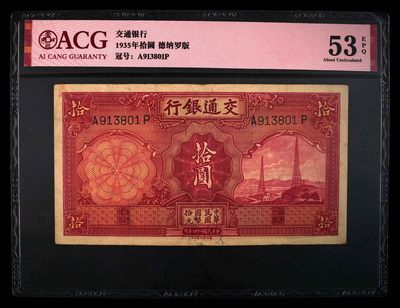 ACG
AI CANG GUARANTY
交通银行
1935年拾圆 德纳罗版
冠号: A913801P
53
EPQ
About Uncirculated
行銀通交
拾
拾
A913801P
A913801P
拾
圓
拾
拾